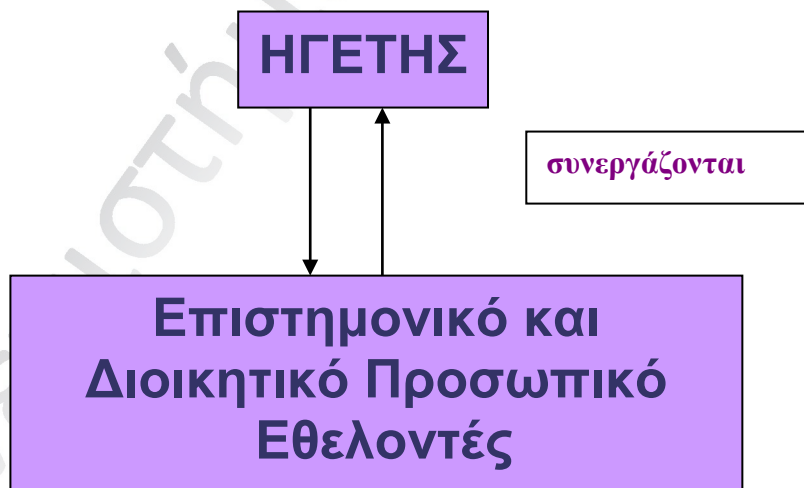 ΗΓΕΤΗΣ
συνεργάζονται
Επιστημονικό και
Διοικητικό Προσωπικό
Εθελοντές